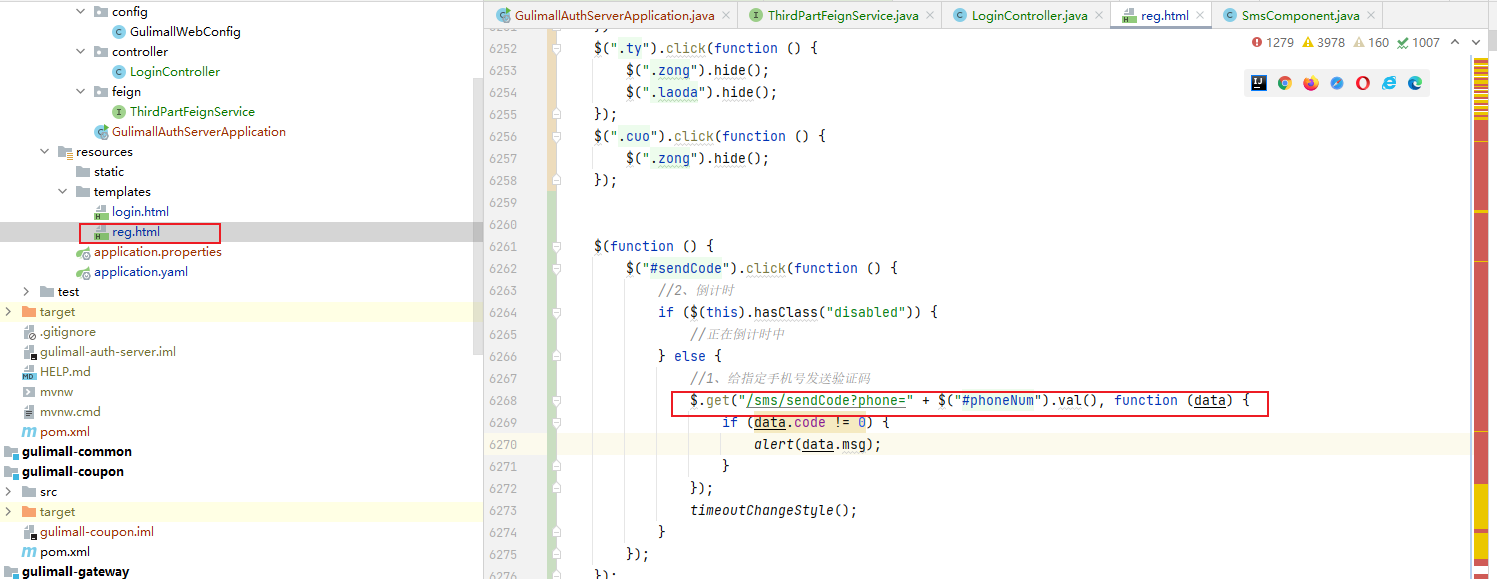 config
GulimallWebConfig
controller
LoginController
feign
ThirdPartFeignService
GulimallAuthServerApplication
resources
static
templates
login.html
reg.html
application.properties
application.yaml
test
target
.gitignore
gulimall-auth-server.iml
HELP.md
mvnw
mvnw.cmd
pom.xml
gulimall-common
gulimall-coupon
src
target
gulimall-coupon.iml
pom.xml
gulimall-gateway
GulimallAuthServerApplication.java
ThirdPartFeignService.java
LoginController.java
reg.html
SmsComponent.java
1279 3978 160 1007
6251 });
6252 $(".ty").click(function () {
6253 $(".zong").hide();
6254 $(".laoda").hide();
6255 });
6256 $(".cuo").click(function () {
6257 $(".zong").hide();
6258 });
6259
6260
6261 $(function () {
6262 $("#sendCode").click(function () {
6263 //2、倒计时
6264 if ($(this).hasClass("disabled")) {
6265 //正在倒计时中
6266 } else {
6267 //1、给指定手机号发送验证码
6268 $.get("/sms/sendCode?phone=" + $("#phoneNum").val(), function (data) {
6269 if (data.code != 0) {
6270 alert(data.msg);
6271 }
6272 });
6273 timeoutChangeStyle();
6274 }
6275 });
6276 });